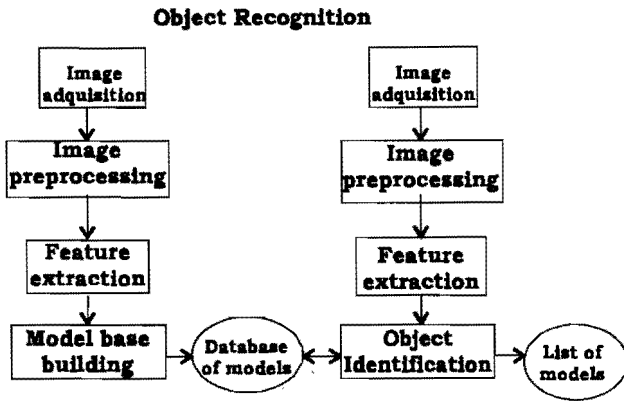 Object Recognition
Image
adquisition
Image
preprocessing
Feature
extraction
Model base
building
Database
of models
Image
adquisition
Image
preprocessing
Feature
extraction
Object
Identification
List of
models